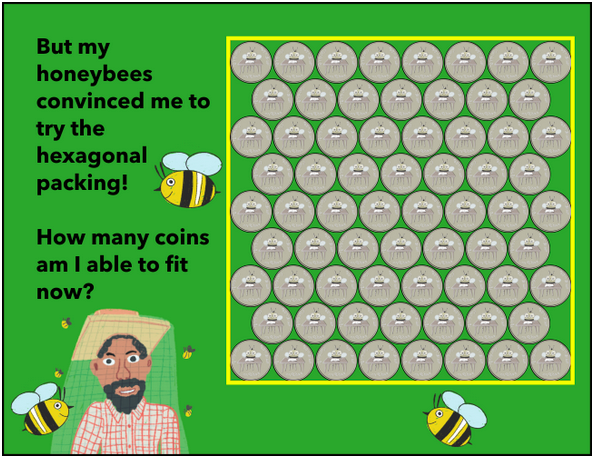 But my
honeybees
convinced me to
try the
hexagonal
packing!
How many coins
am I able to fit
now?